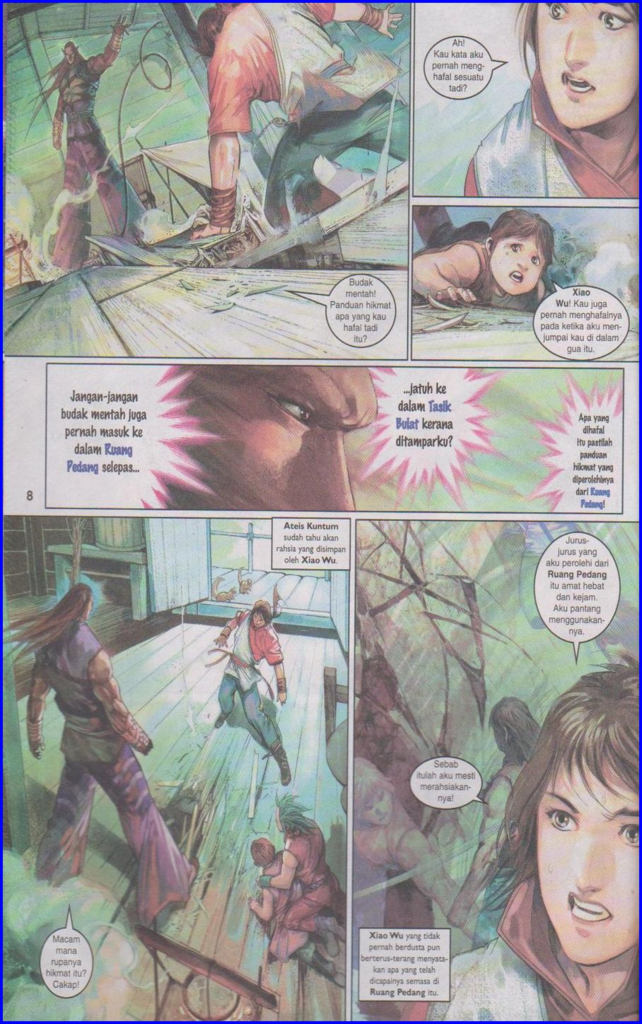 Budak
mentah!
Panduan hikmat
apa yang kau
hafal tadi
itu?
Ah!
Kau kata aku
pernah meng-
hafal sesuatu
tadi?
Xiao
Wu! Kau juga
pernah menghafalnya
pada ketika aku men-
jumpai kau di dalam
gua itu.
Jangan-jangan
budak mentah juga
pernah masuk ke
dalam Ruang
Pedang selepas...
...jatuh ke
dalam Tasik
Bulat kerana
ditamparku?
Apa yang
dihafal
itu pastilah
panduan
hikmat yang
diperolehinya
dari Ruang
Pedang!
8
Ateis Kuntum
sudah tahu akan
rahsia yang disimpan
oleh Xiao Wu.
Macam
mana
rupanya
hikmat itu?
Cakap!
Jurus-
jurus yang
aku perolehi dari
Ruang Pedang
itu amat hebat
dan kejam.
Aku pantang
menggunakan-
nya.
Sebab
itulah aku mesti
merahsiakan-
nya!
Xiao Wu yang tidak
pernah berdusta pun
berterus-terang menyata-
kan apa yang telah
dicapainya semasa di
Ruang Pedang itu.